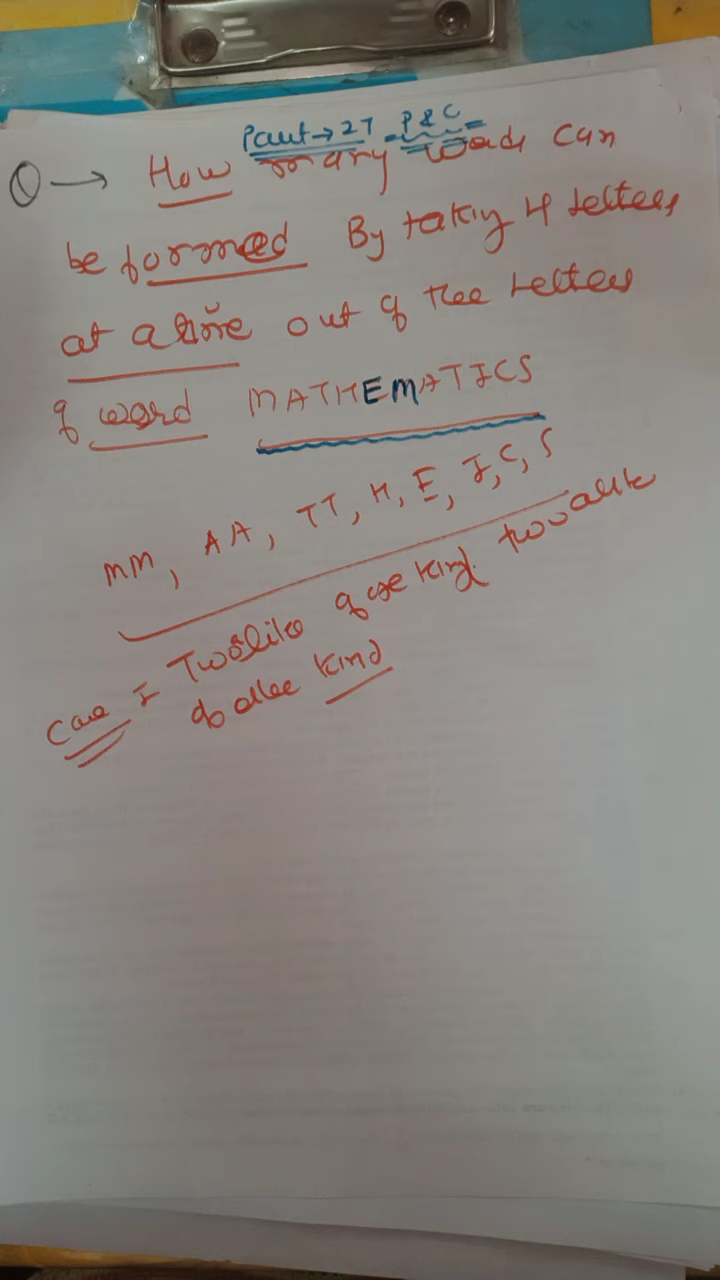 Part → 27 - P & C
Q → How many words can
be formed By taking 4 letters
at a time out of the letters
of word MATHEMATICS
MM, AA, TT, H, E, I, C, S
Case I Two alike of one kind two alike
of other kind